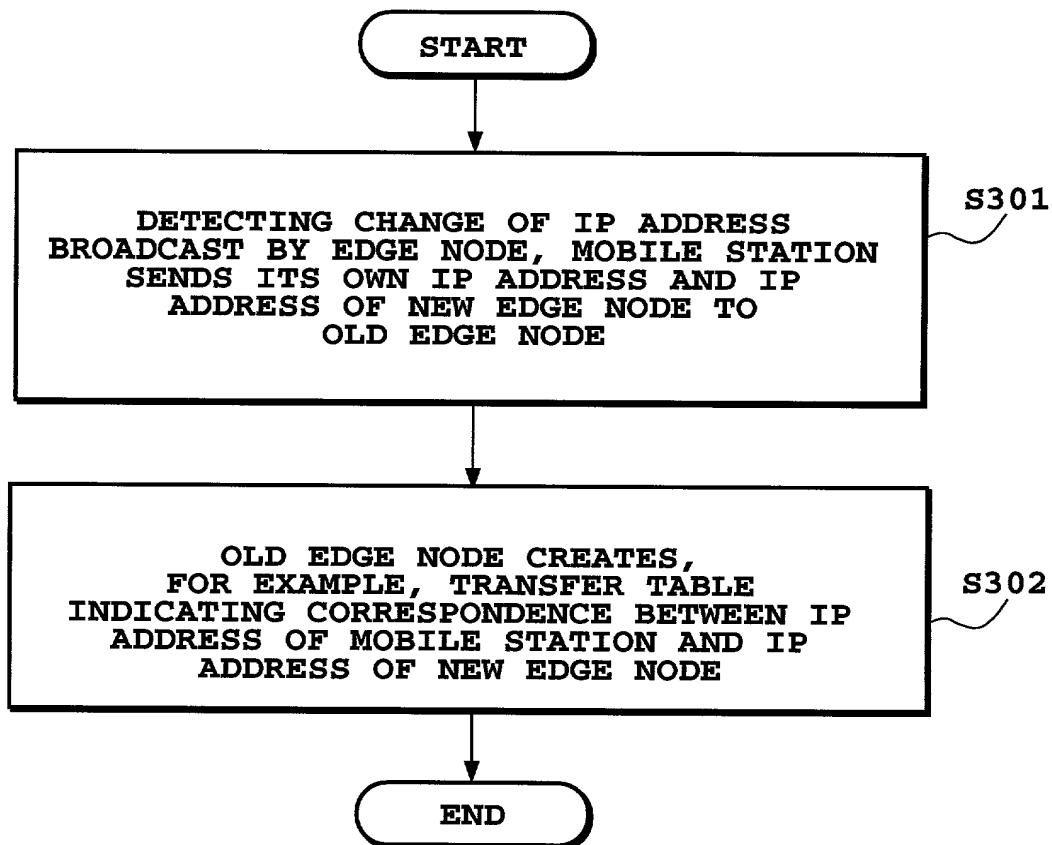 START
DETECTING CHANGE OF IP ADDRESS
BROADCAST BY EDGE NODE, MOBILE STATION
SENDS ITS OWN IP ADDRESS AND IP
ADDRESS OF NEW EDGE NODE TO
OLD EDGE NODE
S301
OLD EDGE NODE CREATES,
FOR EXAMPLE, TRANSFER TABLE
INDICATING CORRESPONDENCE BETWEEN IP
ADDRESS OF MOBILE STATION AND IP
ADDRESS OF NEW EDGE NODE
S302
END